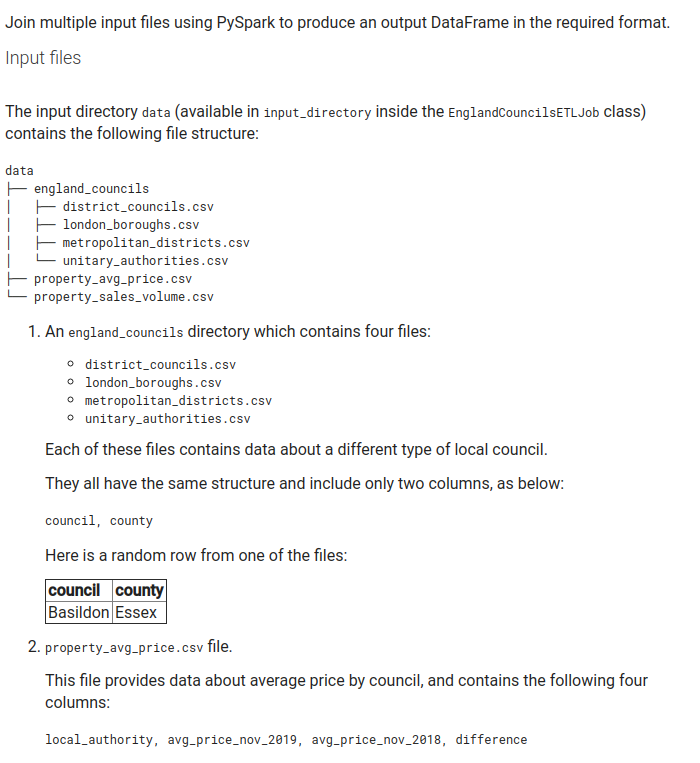 Join multiple input files using PySpark to produce an output DataFrame in the required format.
Input files
The input directory data (available in input_directory inside the EnglandCouncilsETLJob class)
contains the following file structure:
data
├── england_councils
│   ├── district_councils.csv
│   ├── london_boroughs.csv
│   ├── metropolitan_districts.csv
│   └── unitary_authorities.csv
├── property_avg_price.csv
└── property_sales_volume.csv
1. An england_councils directory which contains four files:
district_councils.csv
london_boroughs.csv
metropolitan_districts.csv
unitary_authorities.csv
Each of these files contains data about a different type of local council.
They all have the same structure and include only two columns, as below:
council, county
Here is a random row from one of the files:
council county
Basildon Essex
2. property_avg_price.csv file.
This file provides data about average price by council, and contains the following four
columns:
local_authority, avg_price_nov_2019, avg_price_nov_2018, difference